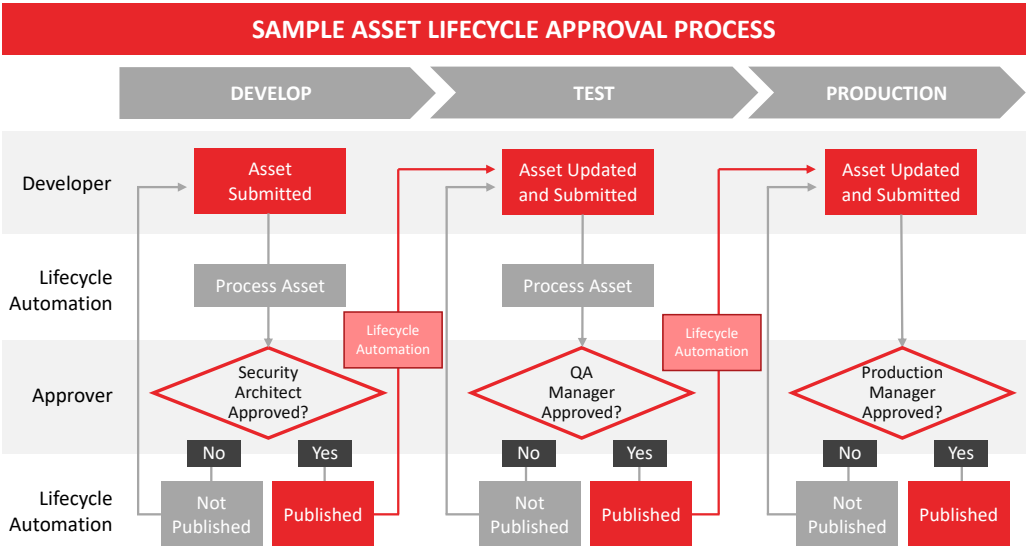 SAMPLE ASSET LIFECYCLE APPROVAL PROCESS
DEVELOP
TEST
PRODUCTION
Developer
Asset
Submitted
Asset Updated
and Submitted
Asset Updated
and Submitted
Lifecycle
Automation
Process Asset
Process Asset
Lifecycle
Automation
Lifecycle
Automation
Approver
Security
Architect
Approved?
QA
Manager
Approved?
Production
Manager
Approved?
No
Yes
No
Yes
No
Yes
Lifecycle
Automation
Not
Published
Published
Not
Published
Published
Not
Published
Published